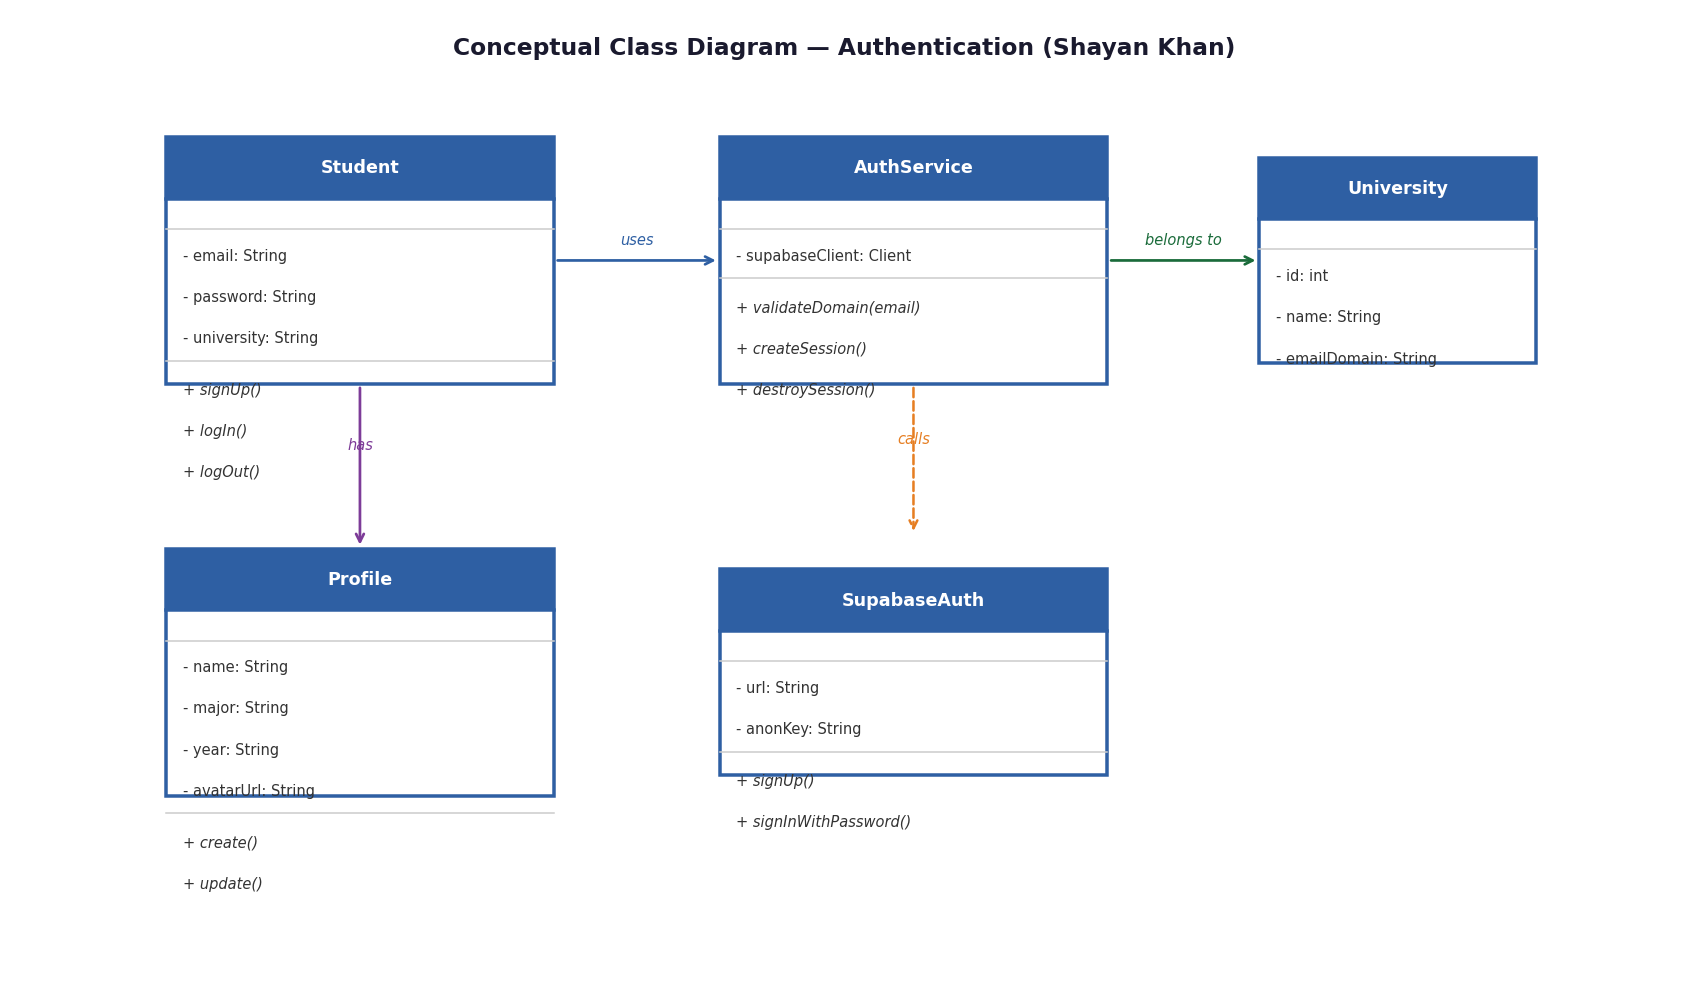 Conceptual Class Diagram — Authentication (Shayan Khan)
Student
- email: String
- password: String
- university: String
+ signUp()
+ logIn()
+ logOut()
uses
AuthService
- supabaseClient: Client
+ validateDomain(email)
+ createSession()
+ destroySession()
belongs to
University
- id: int
- name: String
- emailDomain: String
has
calls
Profile
- name: String
- major: String
- year: String
- avatarUrl: String
+ create()
+ update()
SupabaseAuth
- url: String
- anonKey: String
+ signUp()
+ signInWithPassword()